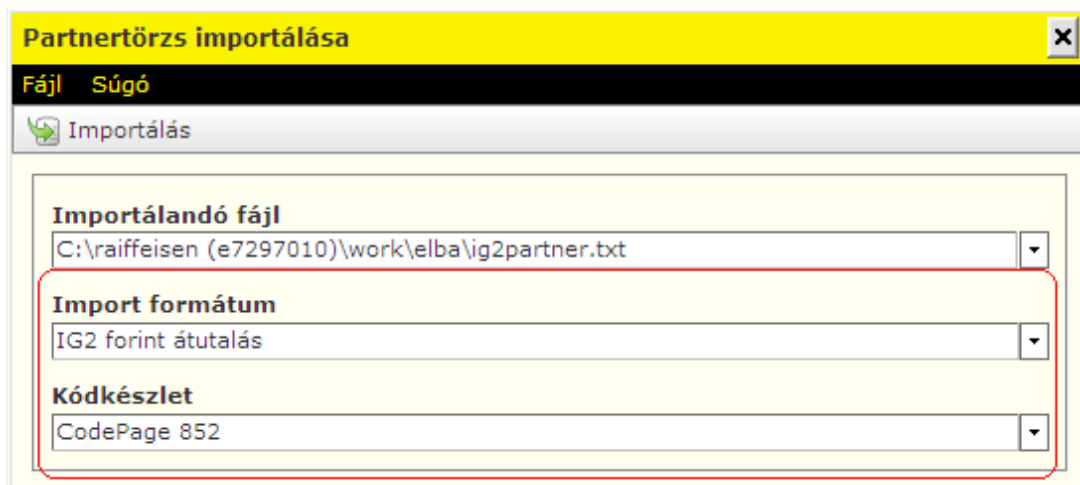 Partnertörzs importálása
Fájl Súgó
Importálás
Importálandó fájl
C:\raiffeisen (e7297010)\work\elba\ig2partner.txt
Import formátum
IG2 forint átutalás
Kódkészlet
CodePage 852